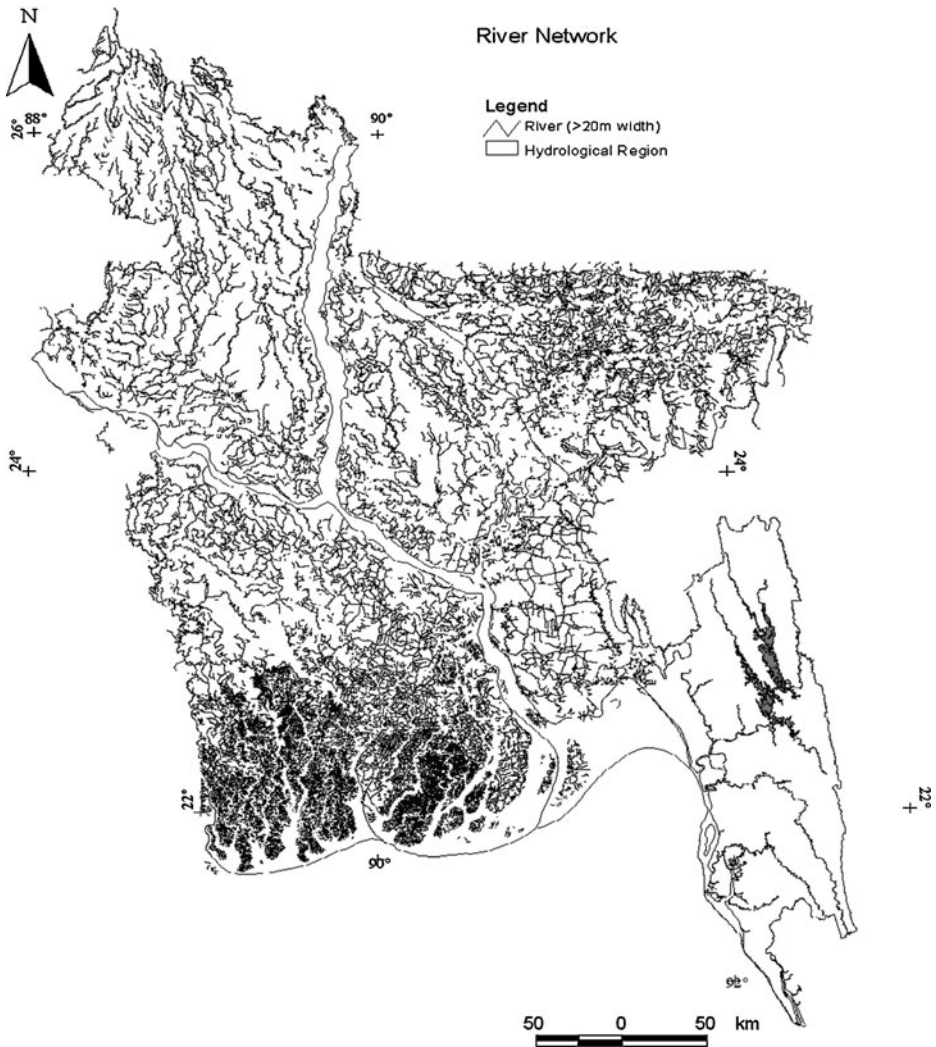 N
River Network
Legend
River (>20m width)
Hydrological Region
26° 88°
90°
24°
24°
22°
22°
90°
92°
50 0 50 km